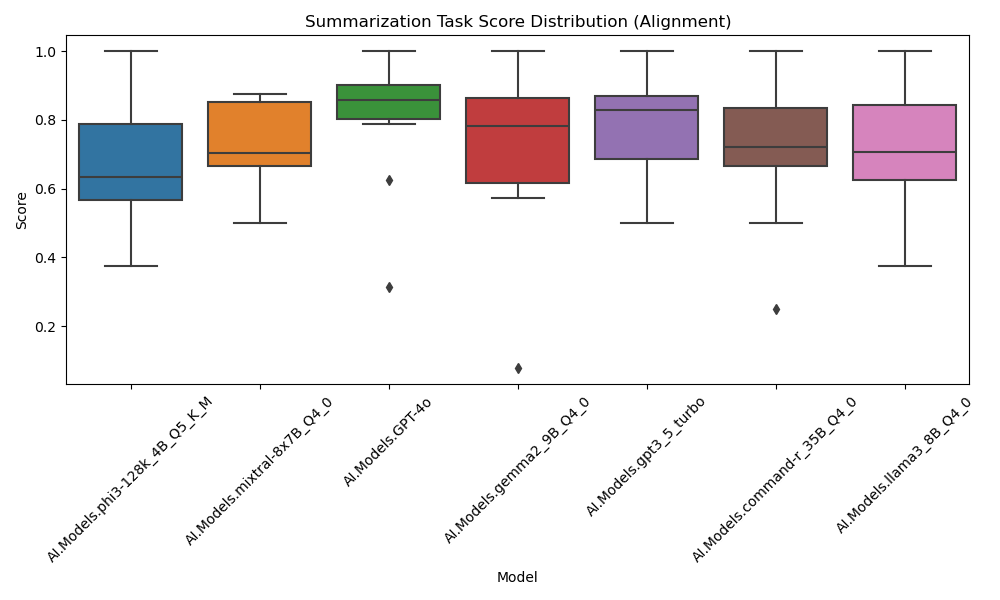 Summarization Task Score Distribution (Alignment)
Score
1.0
0.8
0.6
0.4
0.2
AI.Models.phi3-128k_4B_Q5_K_M
AI.Models.mixtral-8x7B_Q4_0
AI.Models.GPT-4o
AI.Models.gemma2_9B_Q4_0
AI.Models.gpt3_5_turbo
AI.Models.command-r_35B_Q4_0
AI.Models.llama3_8B_Q4_0
Model